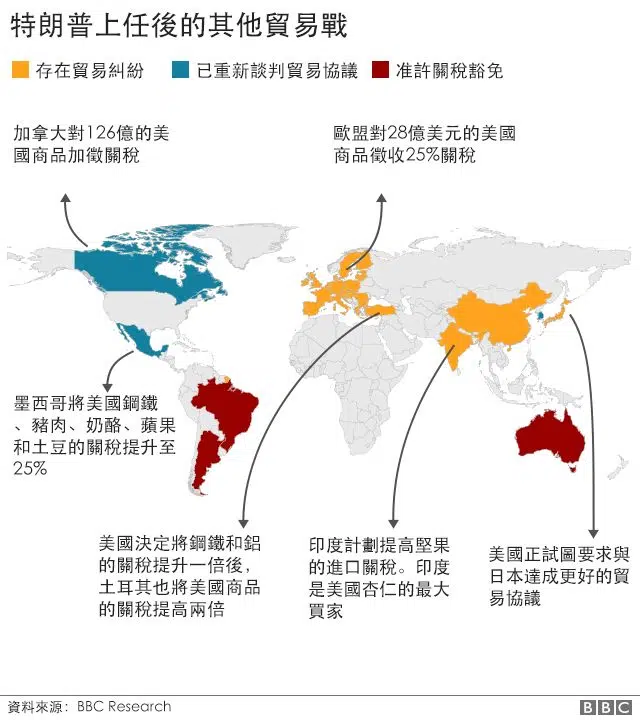 特朗普上任後的其他貿易戰
存在貿易糾紛 已重新談判貿易協議 准許關稅豁免
加拿大對126億的美
國商品加徵關稅
歐盟對28億美元的美國
商品徵收25%關稅
墨西哥將美國鋼鐵
、豬肉、奶酪、蘋果
和土豆的關稅提升至
25%
美國決定將鋼鐵和鋁
的關稅提升一倍後，
土耳其也將美國商品
的關稅提高兩倍
印度計劃提高堅果
的進口關稅。印度
是美國杏仁的最大
買家
美國正試圖要求與
日本達成更好的貿
易協議
資料來源：BBC Research
BBC